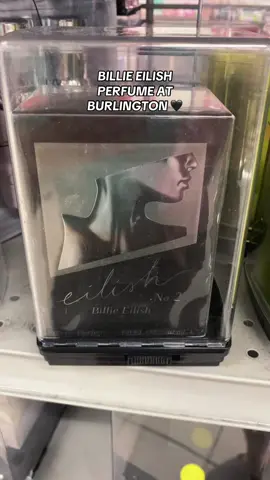 BILLIE EILISH
PERFUME AT
BURLINGTON 🖤
eilish
No. 2
Billie Eilish